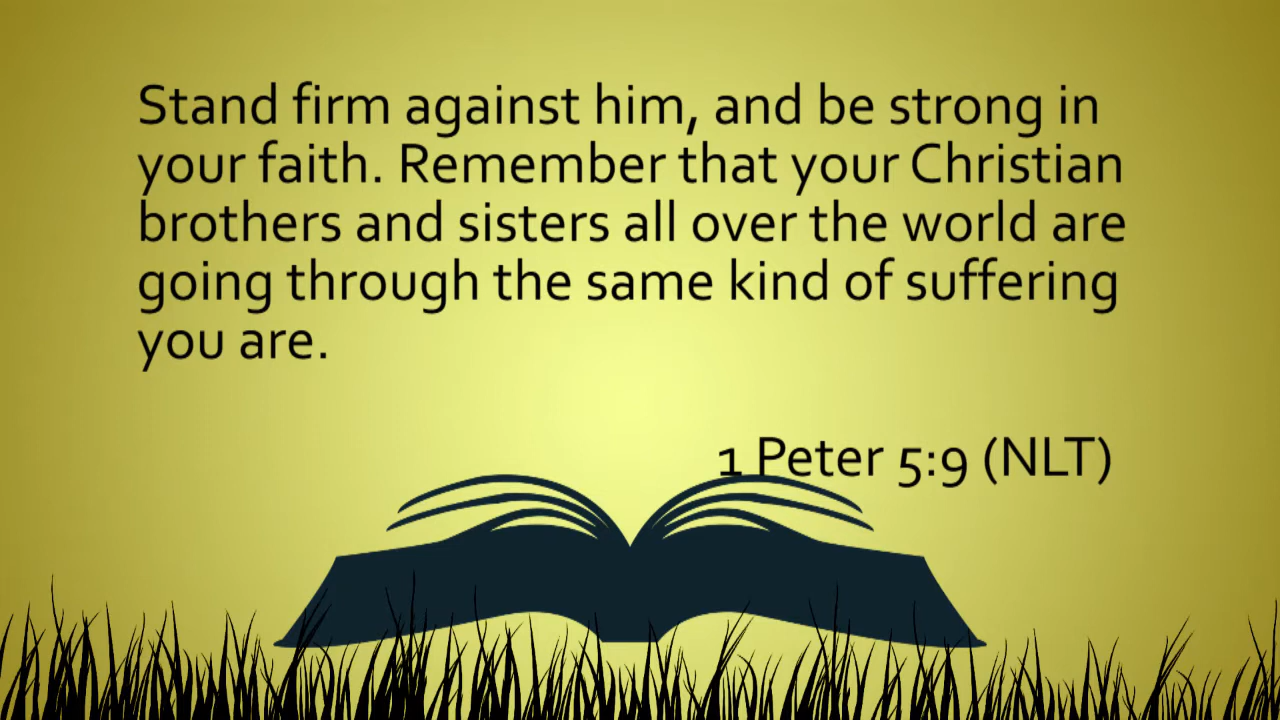 Stand firm against him, and be strong in
your faith. Remember that your Christian
brothers and sisters all over the world are
going through the same kind of suffering
you are.
1 Peter 5:9 (NLT)